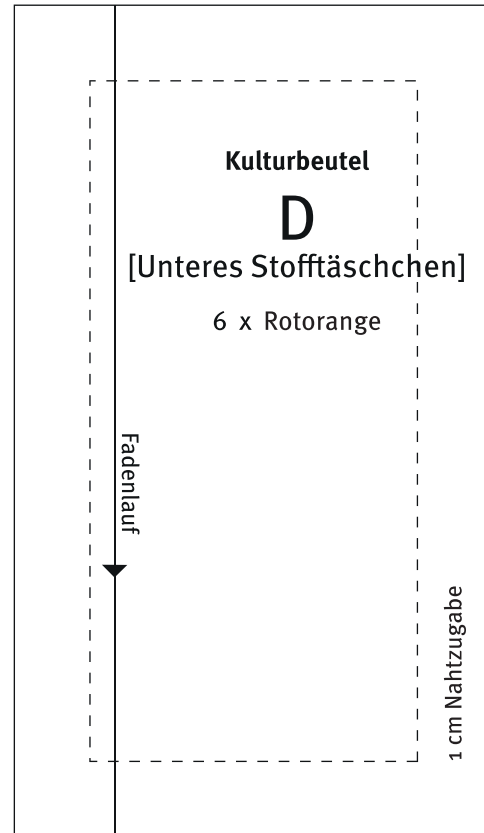 Kulturbeutel
D
[Unteres Stofftäschchen]
6 x Rotorange
Fadenlauf
1 cm Nahtzugabe